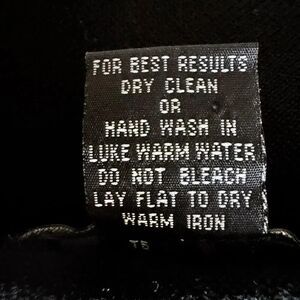 FOR BEST RESULTS
DRY CLEAN
OR
HAND WASH IN
LUKE WARM WATER
DO NOT BLEACH
LAY FLAT TO DRY
WARM IRON